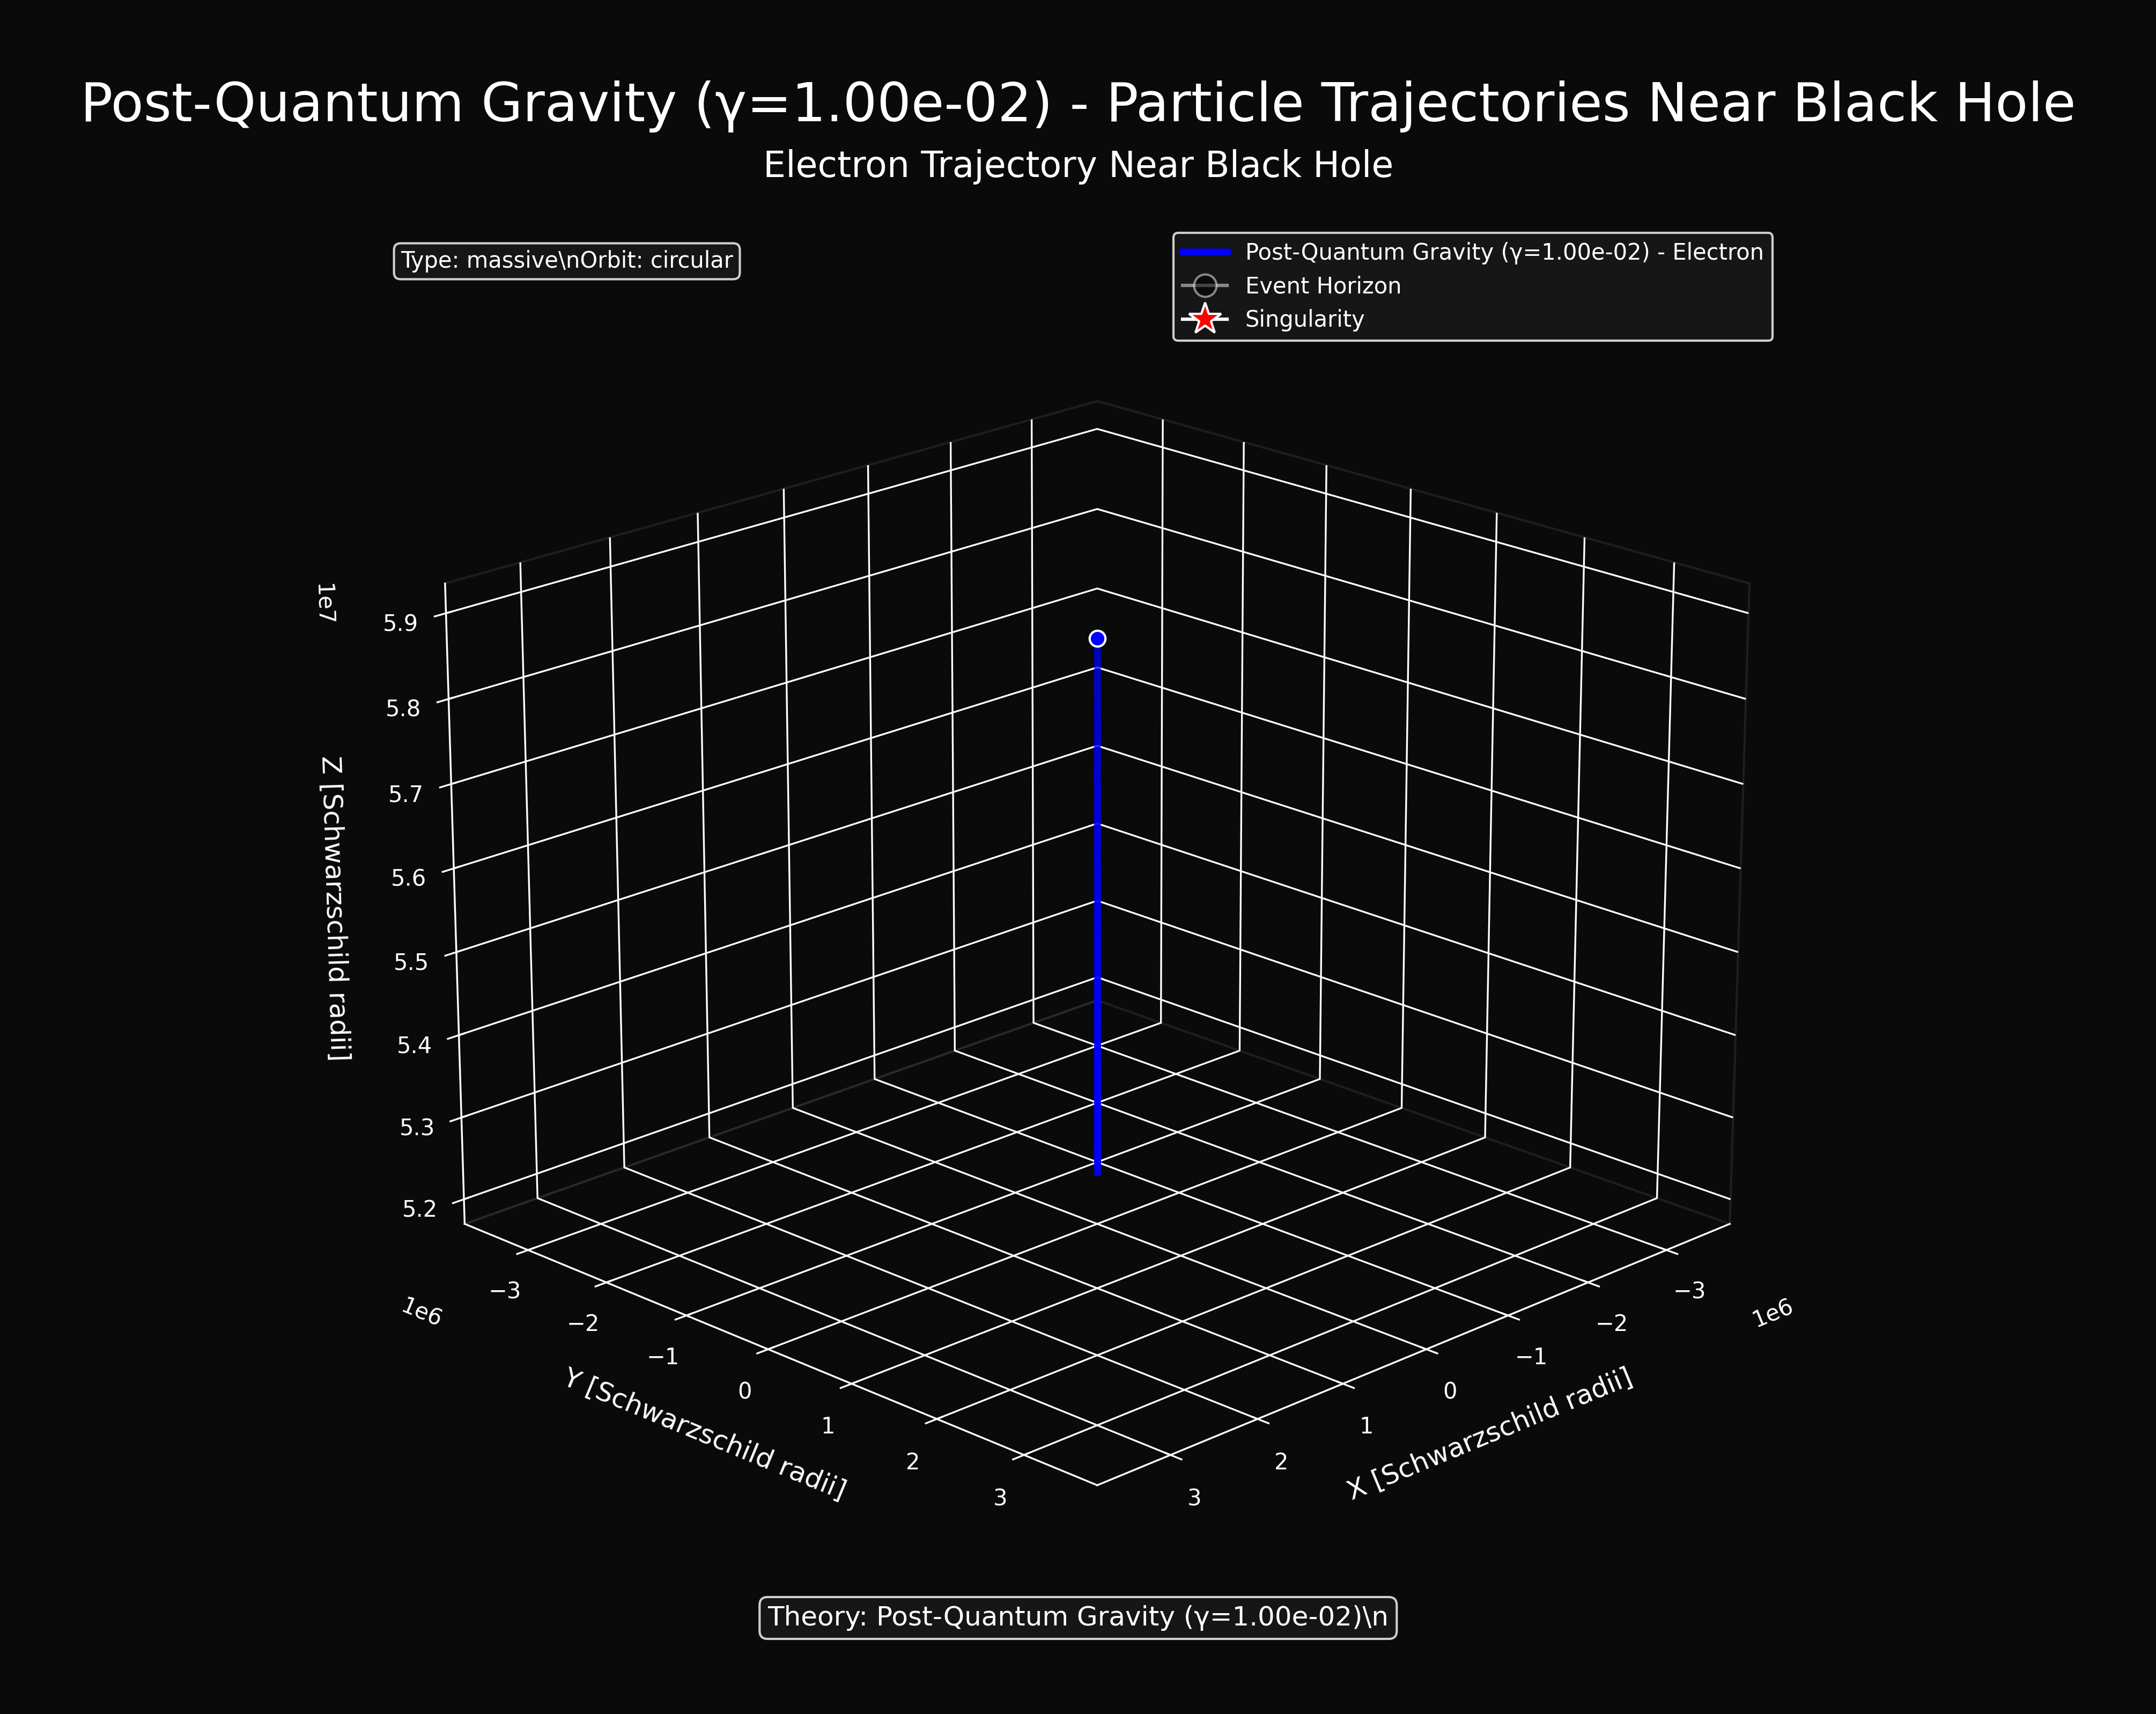 Post-Quantum Gravity (γ=1.00e-02) - Particle Trajectories Near Black Hole
Electron Trajectory Near Black Hole
Type: massive\nOrbit: circular
Post-Quantum Gravity (γ=1.00e-02) - Electron
Event Horizon
Singularity
1e7
5.9
5.8
5.7
5.6
5.5
5.4
5.3
5.2
Z [Schwarzschild radii]
1e6
−3
−2
−1
0
1
2
3
Y [Schwarzschild radii]
3
2
1
0
−1
−2
−3
1e6
X [Schwarzschild radii]
Theory: Post-Quantum Gravity (γ=1.00e-02)\n